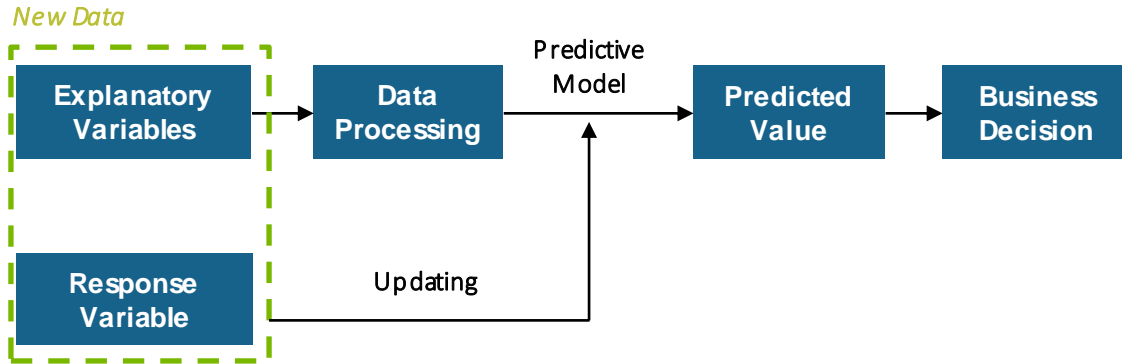 New Data
Explanatory
Variables
Data
Processing
Predictive
Model
Predicted
Value
Business
Decision
Response
Variable
Updating